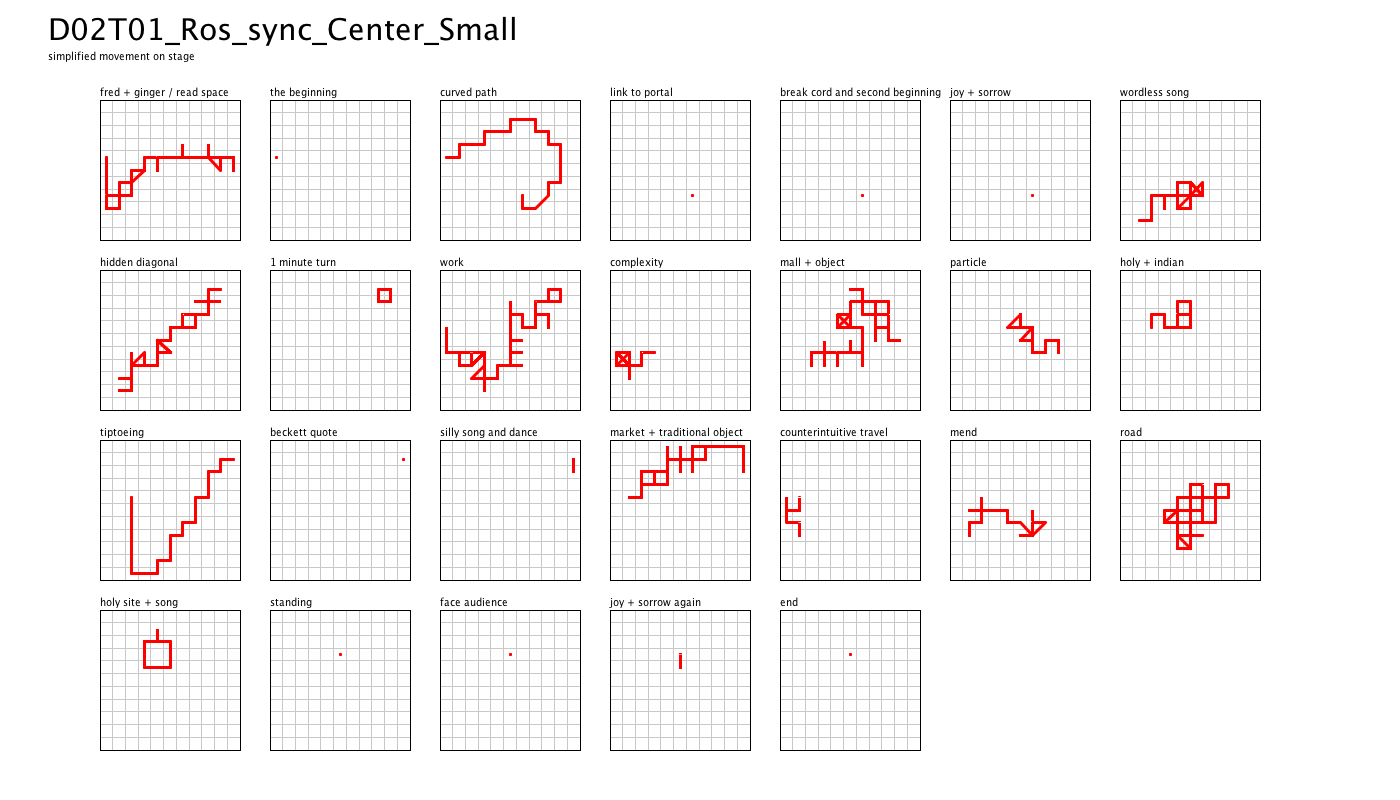 D02T01_Ros_sync_Center_Small
simplified movement on stage
fred + ginger / read space
the beginning
curved path
link to portal
break cord and second beginning
joy + sorrow
wordless song
hidden diagonal
1 minute turn
work
complexity
mall + object
particle
holy + indian
tiptoeing
beckett quote
silly song and dance
market + traditional object
counterintuitive travel
mend
road
holy site + song
standing
face audience
joy + sorrow again
end